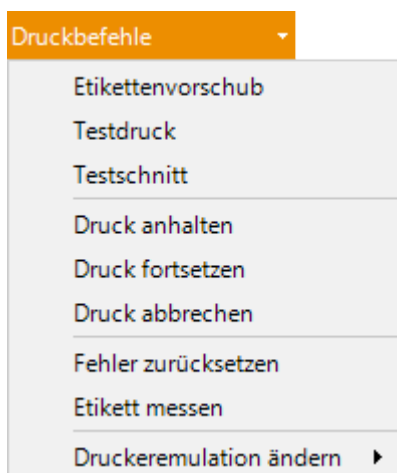 Druckbefehle
Etikettenvorschub
Testdruck
Testschnitt
Druck anhalten
Druck fortsetzen
Druck abbrechen
Fehler zurücksetzen
Etikett messen
Druckeremulation ändern